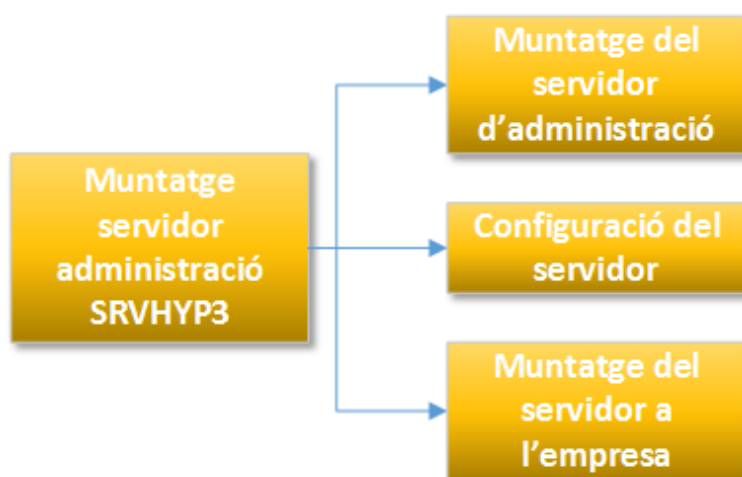 Muntatge
servidor
administració
SRVHYP3
Muntatge del
servidor
d’administració
Configuració del
servidor
Muntatge del
servidor a
l’empresa